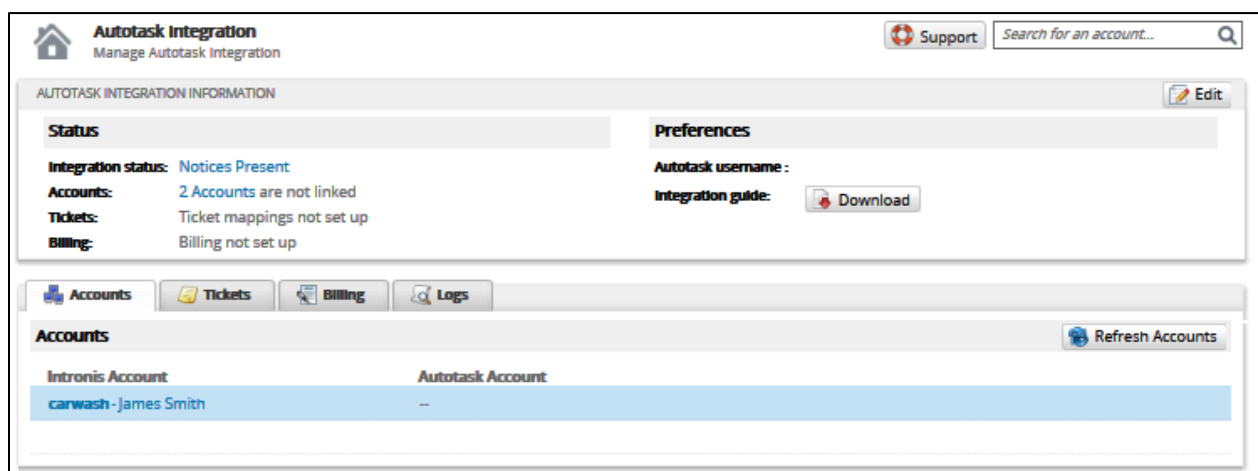 Autotask Integration
Manage Autotask Integration
Support
Search for an account...
AUTOTASK INTEGRATION INFORMATION
Edit
Status
Preferences
Integration status: Notices Present
Autotask username :
Accounts: 2 Accounts are not linked
Integration guide: Download
Tickets: Ticket mappings not set up
Billing: Billing not set up
Accounts Tickets Billing Logs
Accounts
Refresh Accounts
Intronis Account Autotask Account
carwash - James Smith --